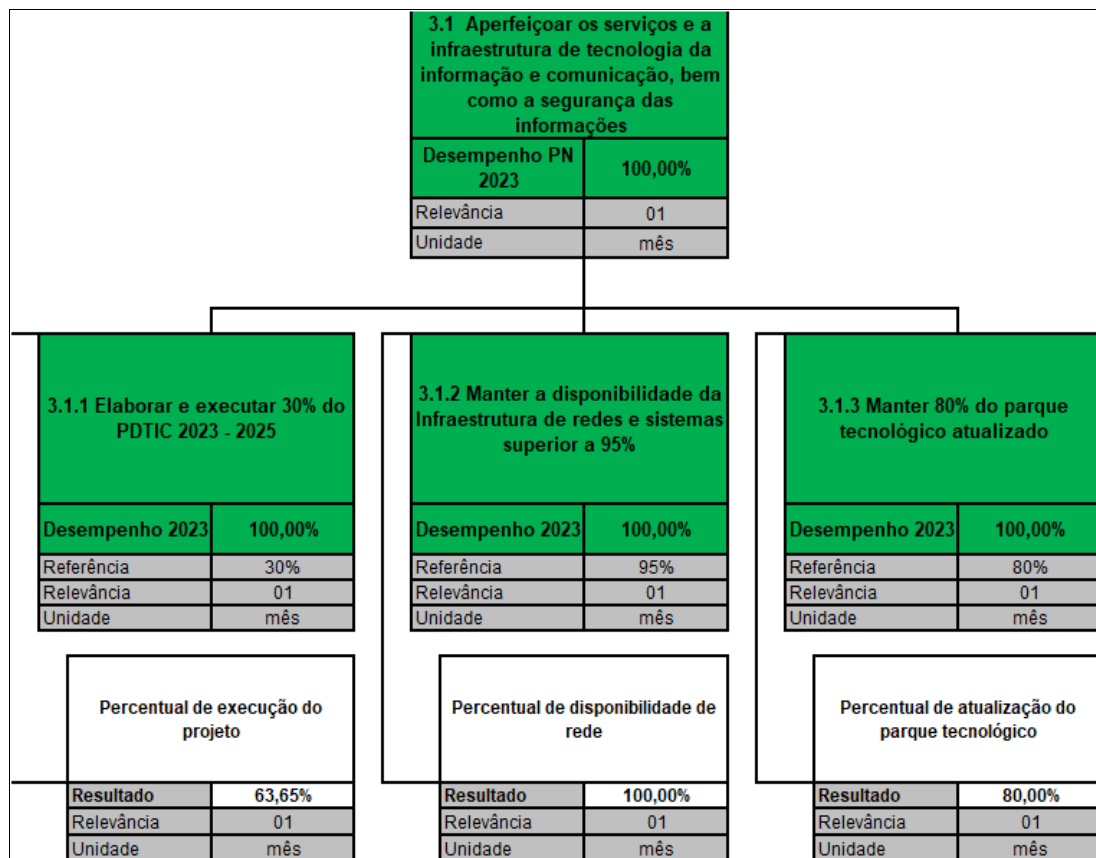 3.1 Aperfeiçoar os serviços e a
infraestrutura de tecnologia da
informação e comunicação, bem
como a segurança das
informações
Desempenho PN
2023
100,00%
Relevância 01
Unidade mês
3.1.1 Elaborar e executar 30% do
PDTIC 2023 - 2025
Desempenho 2023 100,00%
Referência 30%
Relevância 01
Unidade mês
Percentual de execução do
projeto
Resultado 63,65%
Relevância 01
Unidade mês
3.1.2 Manter a disponibilidade da
Infraestrutura de redes e sistemas
superior a 95%
Desempenho 2023 100,00%
Referência 95%
Relevância 01
Unidade mês
Percentual de disponibilidade de
rede
Resultado 100,00%
Relevância 01
Unidade mês
3.1.3 Manter 80% do parque
tecnológico atualizado
Desempenho 2023 100,00%
Referência 80%
Relevância 01
Unidade mês
Percentual de atualização do
parque tecnológico
Resultado 80,00%
Relevância 01
Unidade mês